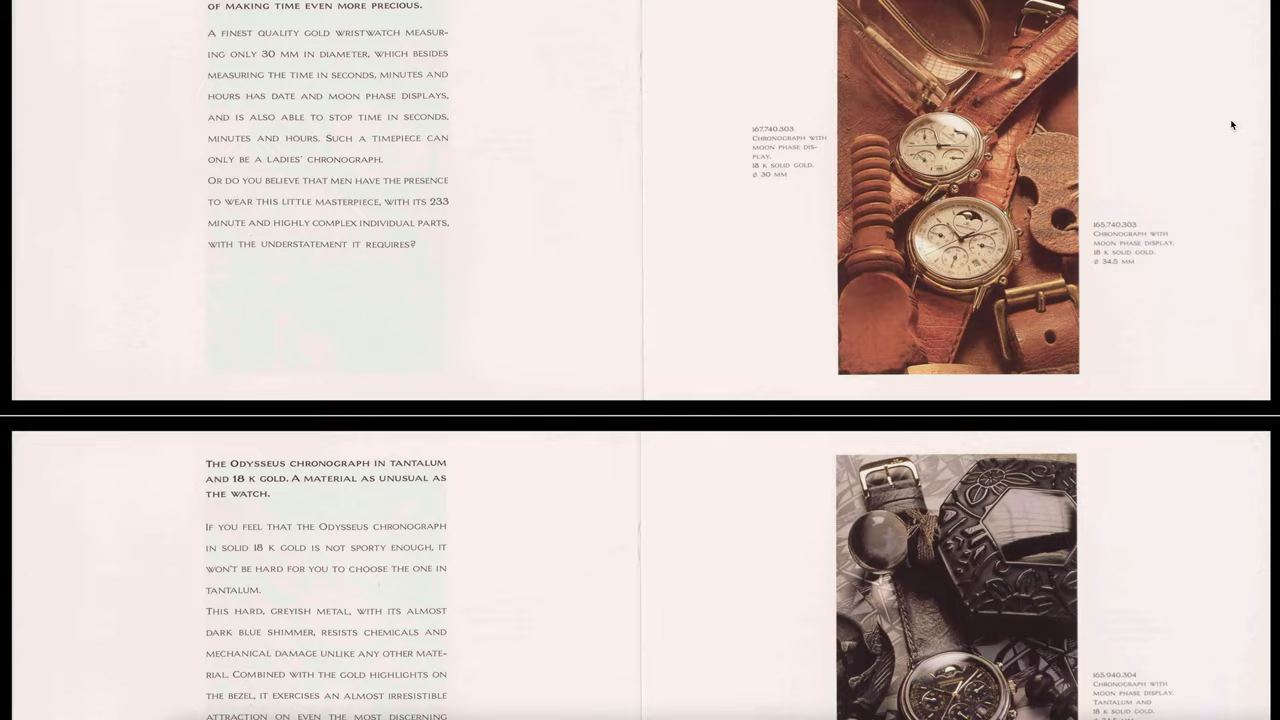 OF MAKING TIME EVEN MORE PRECIOUS.
A FINEST QUALITY GOLD WRISTWATCH MEASUR-
ING ONLY 30 MM IN DIAMETER, WHICH BESIDES
MEASURING THE TIME IN SECONDS, MINUTES AND
HOURS HAS DATE AND MOON PHASE DISPLAYS,
AND IS ALSO ABLE TO STOP TIME IN SECONDS,
MINUTES AND HOURS. SUCH A TIMEPIECE CAN
ONLY BE A LADIES' CHRONOGRAPH.
OR DO YOU BELIEVE THAT MEN HAVE THE PRESENCE
TO WEAR THIS LITTLE MASTERPIECE, WITH ITS 233
MINUTE AND HIGHLY COMPLEX INDIVIDUAL PARTS,
WITH THE UNDERSTATEMENT IT REQUIRES?
167.740.303
CHRONOGRAPH WITH
MOON PHASE DIS-
PLAY.
18 K SOLID GOLD.
Ø 30 MM
165.740.303
CHRONOGRAPH WITH
MOON PHASE DISPLAY.
18 K SOLID GOLD.
Ø 34.5 MM
THE ODYSSEUS CHRONOGRAPH IN TANTALUM
AND 18 K GOLD. A MATERIAL AS UNUSUAL AS
THE WATCH.
IF YOU FEEL THAT THE ODYSSEUS CHRONOGRAPH
IN SOLID 18 K GOLD IS NOT SPORTY ENOUGH, IT
WON'T BE HARD FOR YOU TO CHOOSE THE ONE IN
TANTALUM.
THIS HARD, GREYISH METAL, WITH ITS ALMOST
DARK BLUE SHIMMER, RESISTS CHEMICALS AND
MECHANICAL DAMAGE UNLIKE ANY OTHER MATE-
RIAL. COMBINED WITH THE GOLD HIGHLIGHTS ON
THE BEZEL, IT EXERCISES AN ALMOST IRRESISTIBLE
ATTRACTION ON EVEN THE MOST DISCERNING
165.940.304
CHRONOGRAPH WITH
MOON PHASE DISPLAY.
TANTALUM AND
18 K SOLID GOLD.